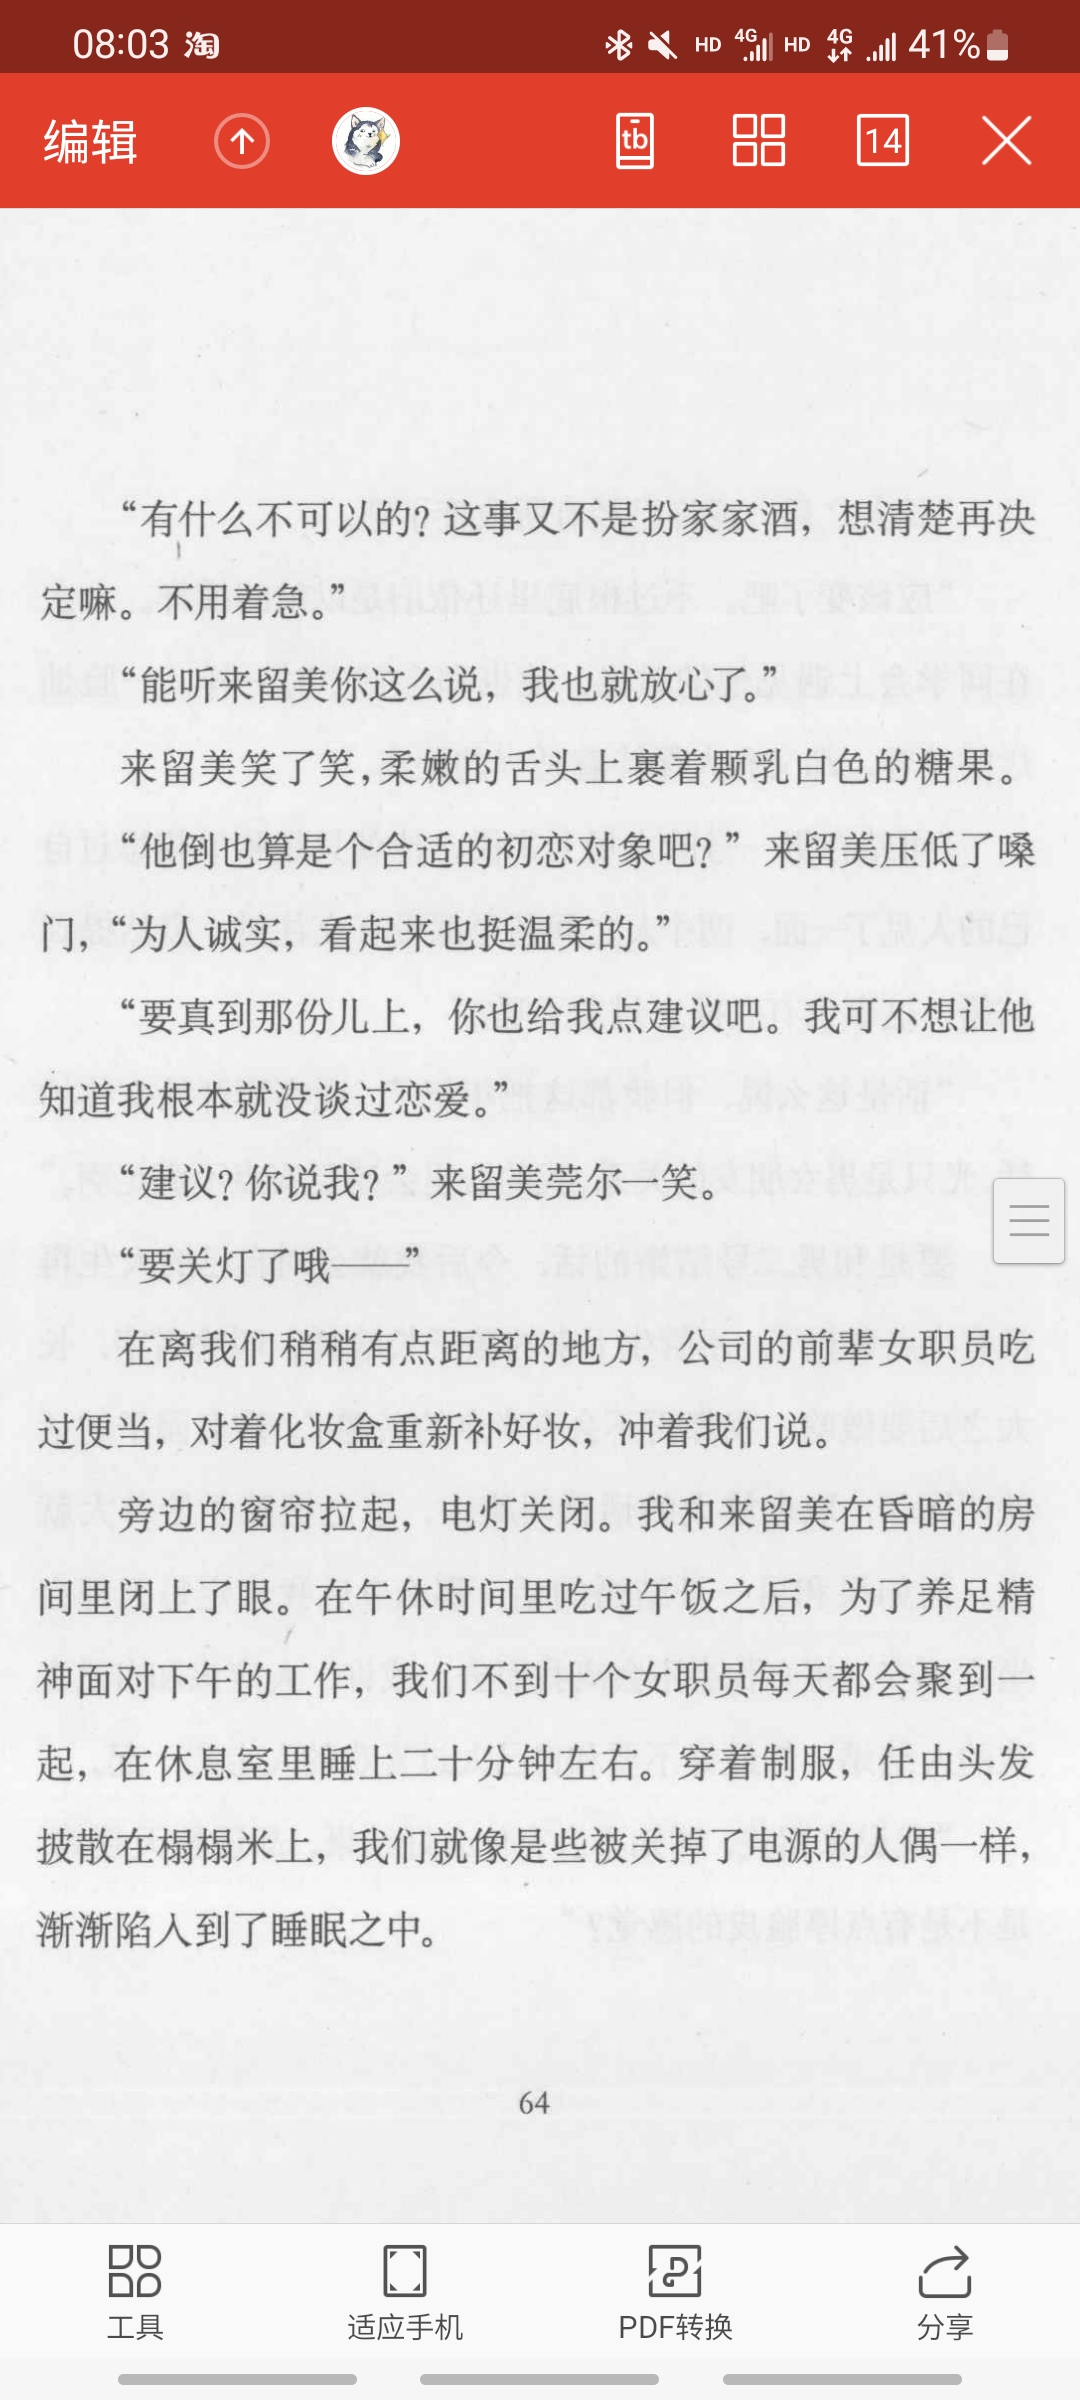 08:03 淘 HD 4G HD 4G 41%
编辑 tb 14
“有什么不可以的？这事又不是扮家家酒，想清楚再决
定嘛。不用着急。”
“能听来留美你这么说，我也就放心了。”
来留美笑了笑，柔嫩的舌头上裹着颗乳白色的糖果。
“他倒也算是个合适的初恋对象吧？”来留美压低了嗓
门，“为人诚实，看起来也挺温柔的。”
“要真到那份儿上，你也给我点建议吧。我可不想让他
知道我根本就没谈过恋爱。”
“建议？你说我？”来留美莞尔一笑。
“要关灯了哦——”
在离我们稍稍有点距离的地方，公司的前辈女职员吃
过便当，对着化妆盒重新补好妆，冲着我们说。
旁边的窗帘拉起，电灯关闭。我和来留美在昏暗的房
间里闭上了眼。在午休时间里吃过午饭之后，为了养足精
神面对下午的工作，我们不到十个女职员每天都会聚到一
起，在休息室里睡上二十分钟左右。穿着制服，任由头发
披散在榻榻米上，我们就像是些被关掉了电源的人偶一样，
渐渐陷入到了睡眠之中。
64
工具 适应手机 PDF转换 分享